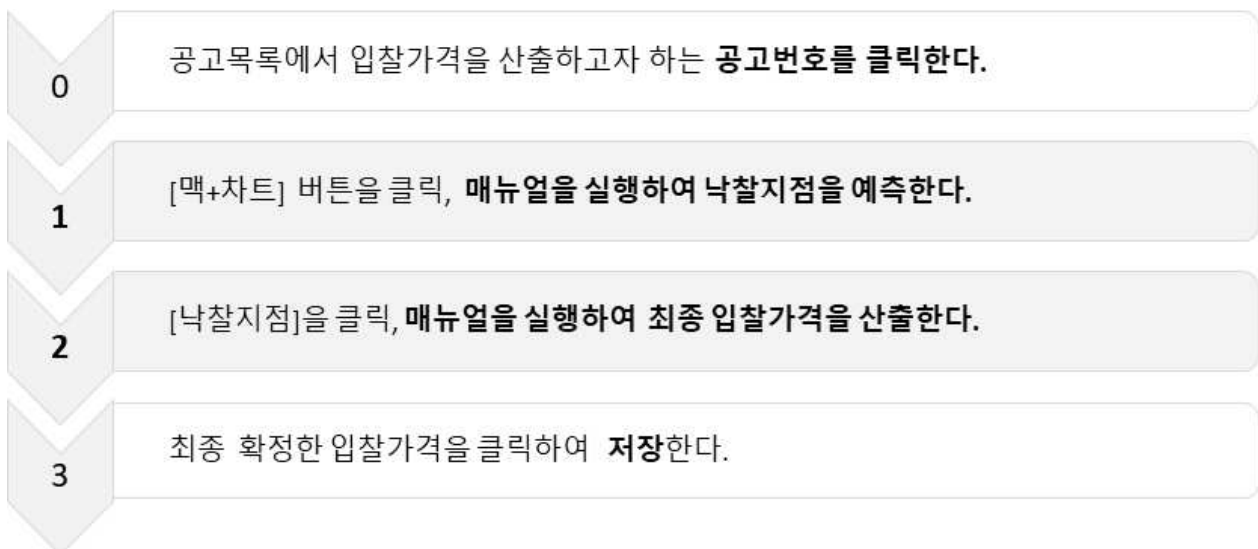 0
공고목록에서 입찰가격을 산출하고자 하는 공고번호를 클릭한다.
1
[맥+차트] 버튼을 클릭, 매뉴얼을 실행하여 낙찰지점을 예측한다.
2
[낙찰지점]을 클릭, 매뉴얼을 실행하여 최종 입찰가격을 산출한다.
3
최종 확정한 입찰가격을 클릭하여 저장한다.